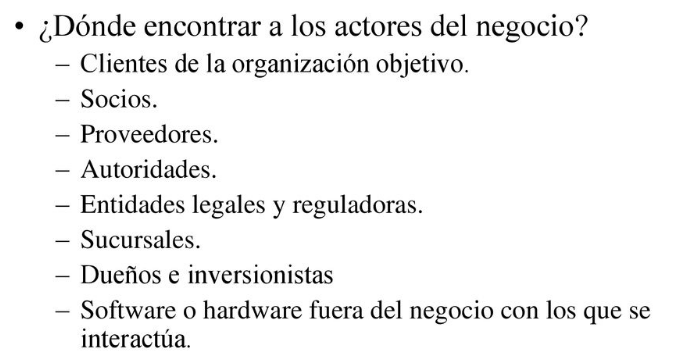 • ¿Dónde encontrar a los actores del negocio?
– Clientes de la organización objetivo.
– Socios.
– Proveedores.
– Autoridades.
– Entidades legales y reguladoras.
– Sucursales.
– Dueños e inversionistas
– Software o hardware fuera del negocio con los que se
interactúa.